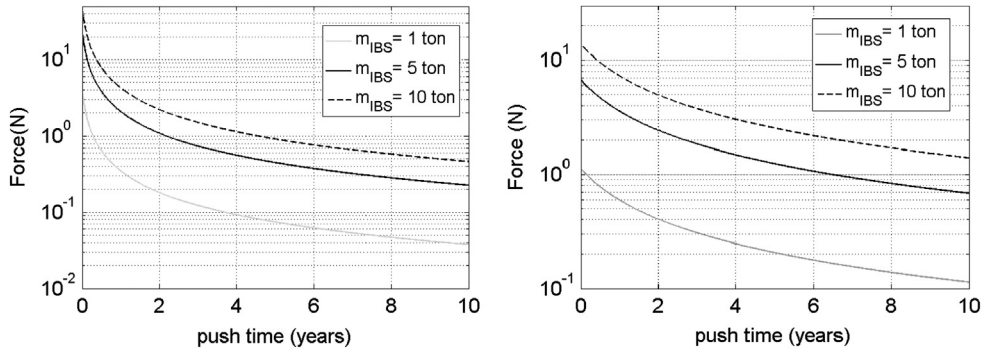 m_IBS= 1 ton
m_IBS= 5 ton
m_IBS= 10 ton
Force(N)
10^1
10^0
10^-1
10^-2
0 2 4 6 8 10
push time (years)
m_IBS= 1 ton
m_IBS= 5 ton
m_IBS= 10 ton
Force (N)
10^1
10^0
10^-1
0 2 4 6 8 10
push time (years)